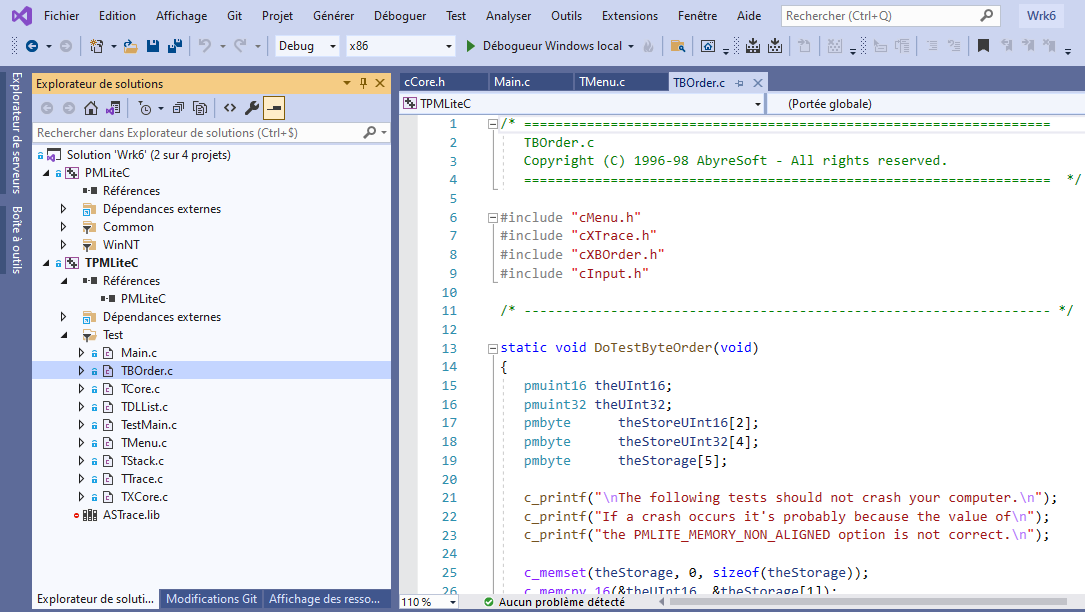 Fichier Edition Affichage Git Projet Générer Déboguer Test Analyser Outils Extensions Fenêtre Aide Rechercher (Ctrl+Q) Wrk6
Debug x86 Débogueur Windows local
Explorateur de serveurs
Boîte à outils
Explorateur de solutions
Rechercher dans Explorateur de solutions (Ctrl+$)
Solution 'Wrk6' (2 sur 4 projets)
PMLiteC
Références
Dépendances externes
Common
WinNT
TPMLiteC
Références
PMLiteC
Dépendances externes
Test
Main.c
TBOrder.c
TCore.c
TDLList.c
TestMain.c
TMenu.c
TStack.c
TTrace.c
TXCore.c
ASTrace.lib
Explorateur de soluti... Modifications Git Affichage des resso...
cCore.h Main.c TMenu.c TBOrder.c
TPMLiteC (Portée globale)
1 /* ===================================================================
2 TBOrder.c
3 Copyright (C) 1996-98 AbyreSoft - All rights reserved.
4 =================================================================== */
5
6 #include "cMenu.h"
7 #include "cXTrace.h"
8 #include "cXBOrder.h"
9 #include "cInput.h"
10
11 /* ------------------------------------------------------------------- */
12
13 static void DoTestByteOrder(void)
14 {
15 pmuint16 theUInt16;
16 pmuint32 theUInt32;
17 pmbyte theStoreUInt16[2];
18 pmbyte theStoreUInt32[4];
19 pmbyte theStorage[5];
20
21 c_printf("\nThe following tests should not crash your computer.\n");
22 c_printf("If a crash occurs it's probably because the value of\n");
23 c_printf("the PMLITE_MEMORY_NON_ALIGNED option is not correct.\n");
24
25 c_memset(theStorage, 0, sizeof(theStorage));
26 c_memcpy_16(&theUInt16, &theStorage[1]);
110 % Aucun problème détecté